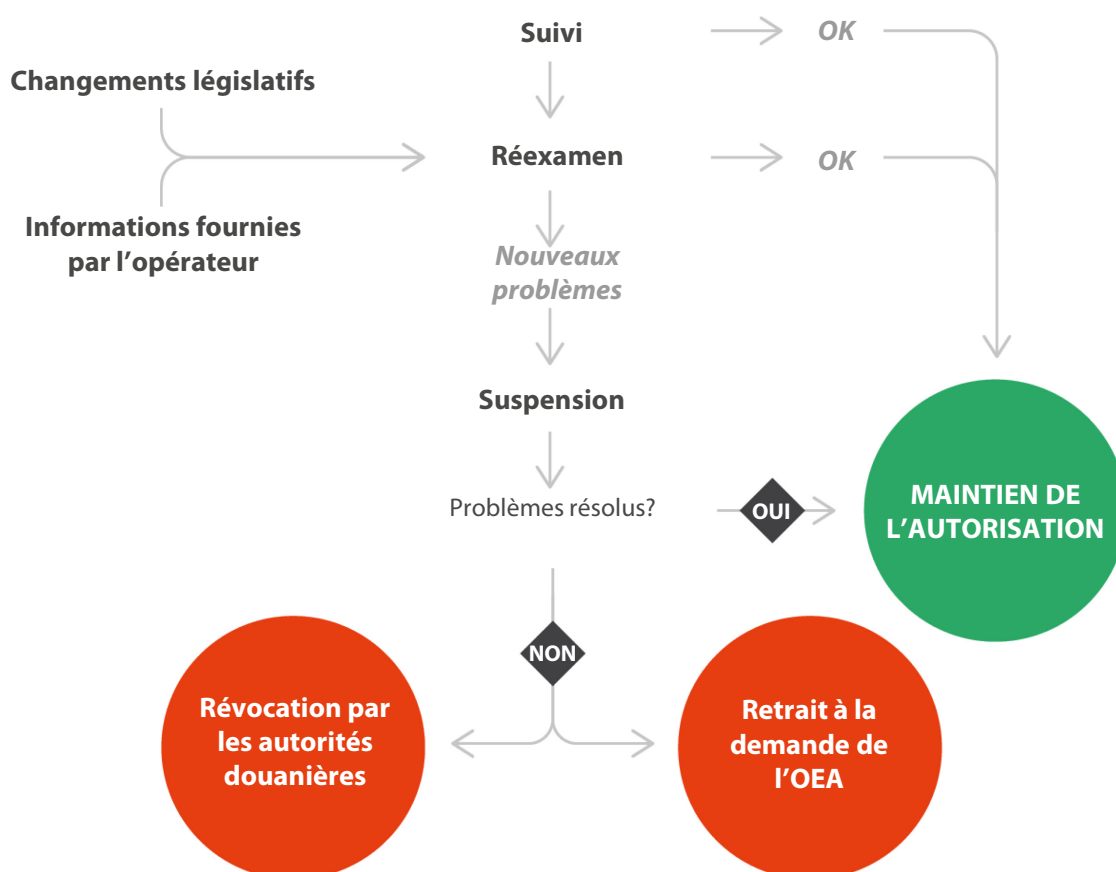 Suivi
OK
Changements législatifs
Réexamen
OK
Informations fournies
par l’opérateur
Nouveaux
problèmes
Suspension
Problèmes résolus?
OUI
MAINTIEN DE
L’AUTORISATION
NON
Révocation par
les autorités
douanières
Retrait à la
demande de
l’OEA